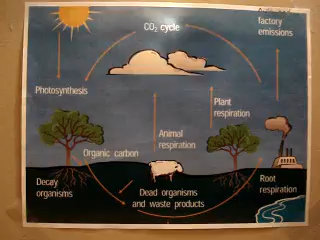 CO₂ cycle
factory
emissions
Photosynthesis
Plant
respiration
Animal
respiration
Organic carbon
Decay
organisms
Dead organisms
and waste products
Root
respiration